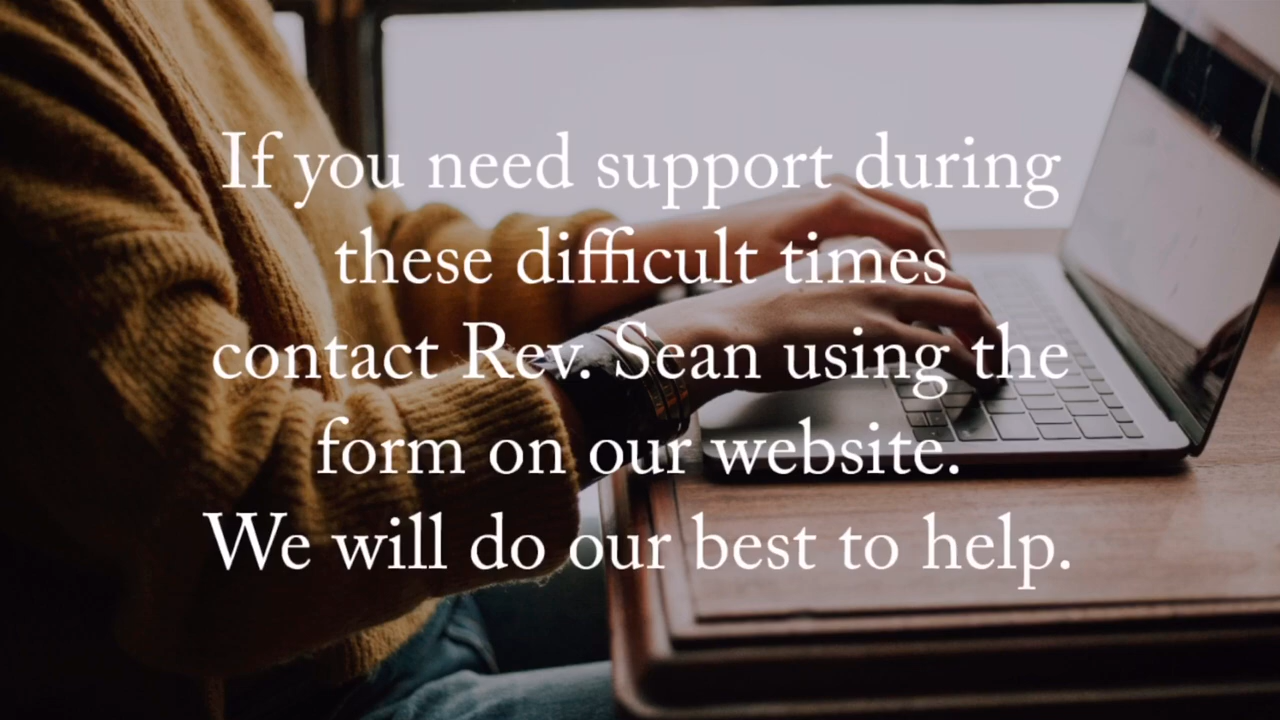 If you need support during
these difficult times
contact Rev. Sean using the
form on our website.
We will do our best to help.